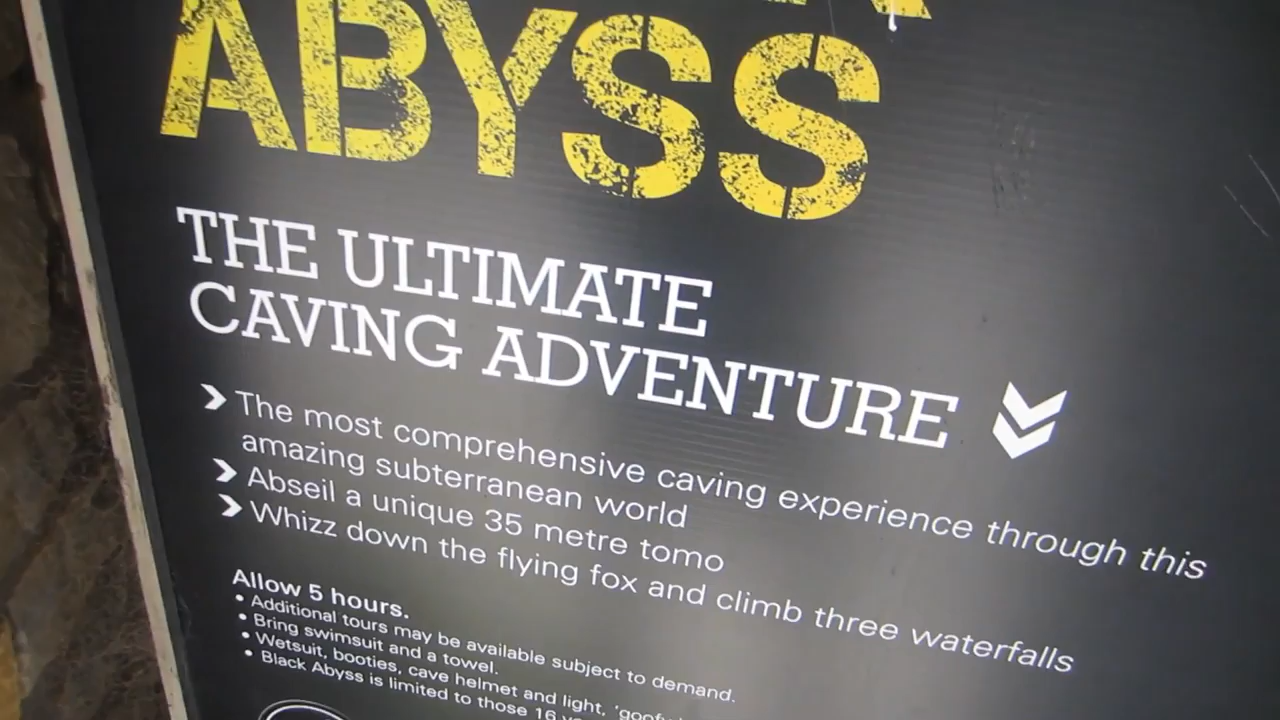 ABYSS
THE ULTIMATE
CAVING ADVENTURE
The most comprehensive caving experience through this
amazing subterranean world
Abseil a unique 35 metre tomo
Whizz down the flying fox and climb three waterfalls
Allow 5 hours.
• Additional tours may be available subject to demand.
• Bring swimsuit and a towel.
• Wetsuit, booties, cave helmet and light,
• Black Abyss is limited to those 16